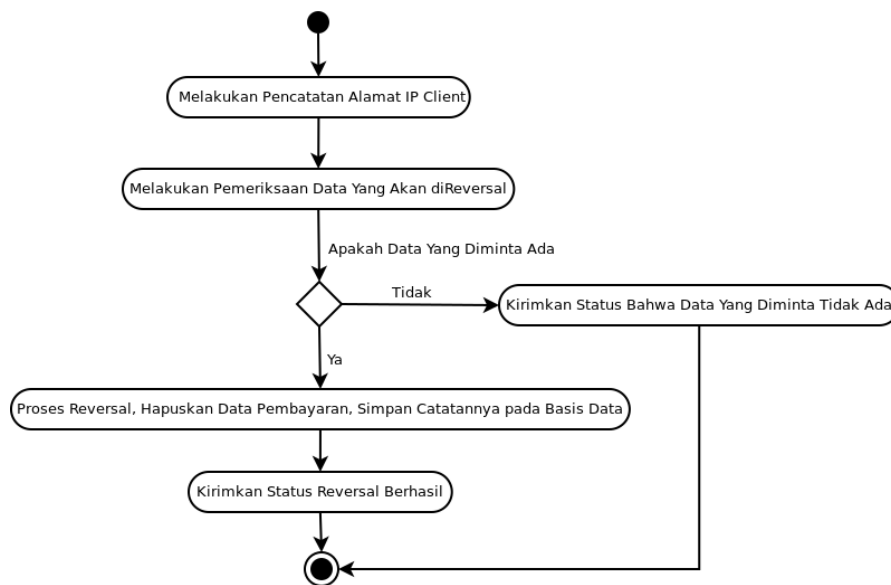 Melakukan Pencatatan Alamat IP Client
Melakukan Pemeriksaan Data Yang Akan diReversal
Apakah Data Yang Diminta Ada
Tidak
Kirimkan Status Bahwa Data Yang Diminta Tidak Ada
Ya
Proses Reversal, Hapuskan Data Pembayaran, Simpan Catatannya pada Basis Data
Kirimkan Status Reversal Berhasil